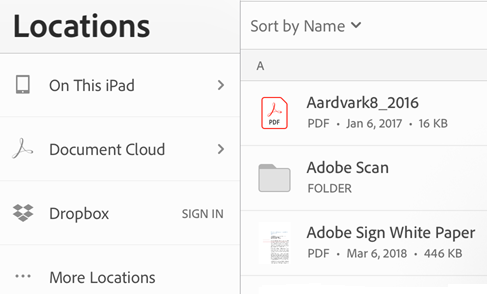 Locations
On This iPad
Document Cloud
Dropbox SIGN IN
More Locations
Sort by Name
A
Aardvark8_2016
PDF
PDF • Jan 6, 2017 • 16 KB
Adobe Scan
FOLDER
Adobe Sign White Paper
PDF • Mar 6, 2018 • 446 KB